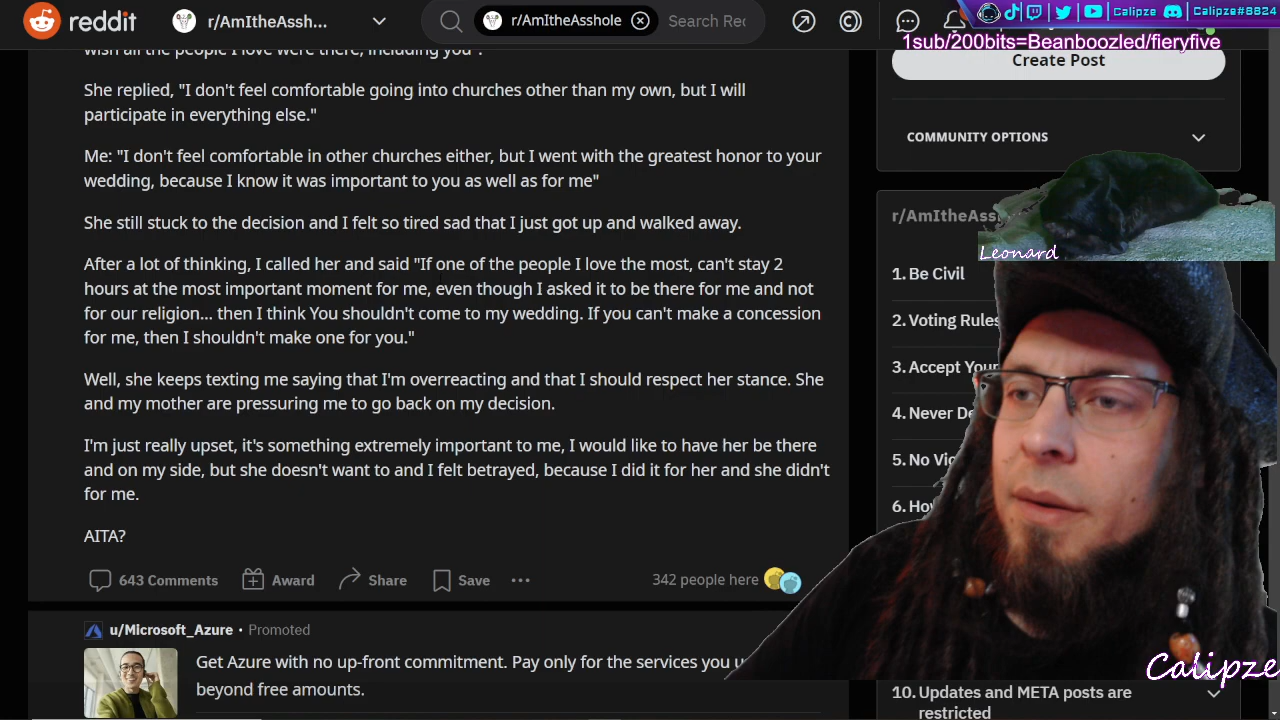 reddit
r/AmItheAssh...
r/AmItheAsshole
Search Rec
Calipze
Calipze#8824
1sub/200bits=Beanboozled/fieryfive
wish all the people I love were there, including you".
She replied, "I don't feel comfortable going into churches other than my own, but I will
participate in everything else."
Me: "I don't feel comfortable in other churches either, but I went with the greatest honor to your
wedding, because I know it was important to you as well as for me"
She still stuck to the decision and I felt so tired sad that I just got up and walked away.
After a lot of thinking, I called her and said "If one of the people I love the most, can't stay 2
hours at the most important moment for me, even though I asked it to be there for me and not
for our religion... then I think You shouldn't come to my wedding. If you can't make a concession
for me, then I shouldn't make one for you."
Well, she keeps texting me saying that I'm overreacting and that I should respect her stance. She
and my mother are pressuring me to go back on my decision.
I'm just really upset, it's something extremely important to me, I would like to have her be there
and on my side, but she doesn't want to and I felt betrayed, because I did it for her and she didn't
for me.
AITA?
643 Comments
Award
Share
Save
342 people here
u/Microsoft_Azure • Promoted
Get Azure with no up-front commitment. Pay only for the services you u
beyond free amounts.
Create Post
COMMUNITY OPTIONS
r/AmItheAss
Leonard
1. Be Civil
2. Voting Rules
3. Accept Your
4. Never De
5. No Vio
6. How
Calipze
10. Updates and META posts are
restricted